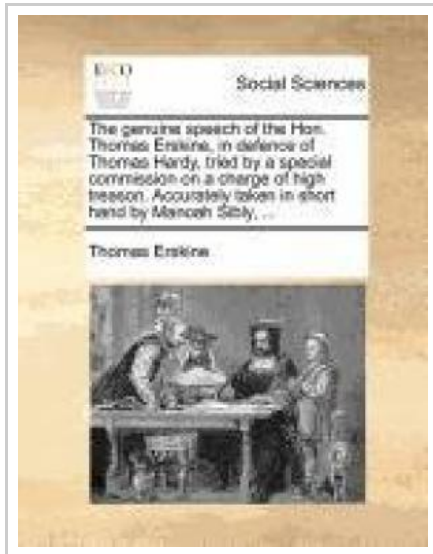 ECCO
Social Sciences
The genuine speech of the Hon.
Thomas Erskine, in defence of
Thomas Hardy, tried by a special
commission on a charge of high
treason. Accurately taken in short
hand by Manoah Sibly, ...
Thomas Erskine